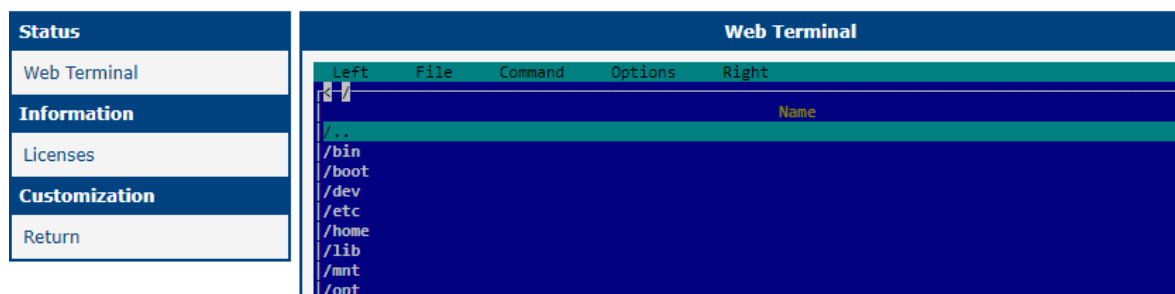 Status
Web Terminal
Information
Licenses
Customization
Return
Web Terminal
Left File Command Options Right
< /
Name
/..
/bin
/boot
/dev
/etc
/home
/lib
/mnt
/opt